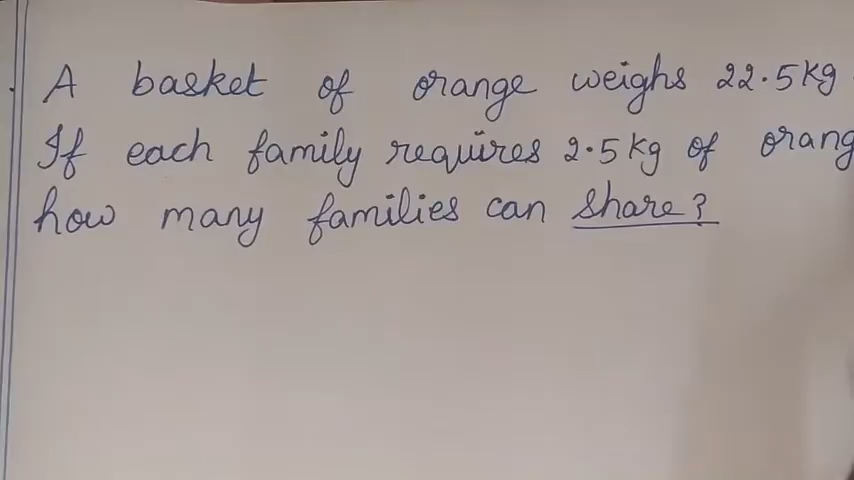 A basket of orange weighs 22.5kg.
If each family requires 2.5kg of orang
how many families can share?